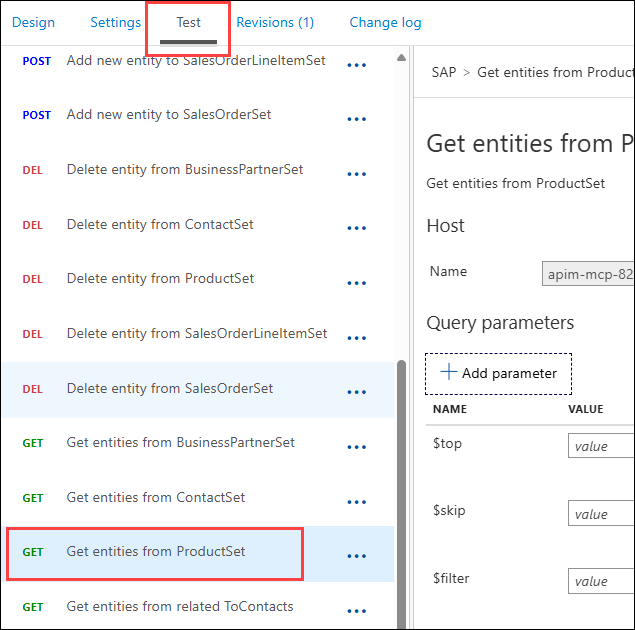 Design Settings Test Revisions (1) Change log
POST Add new entity to SalesOrderLineItemSet ...
POST Add new entity to SalesOrderSet ...
DEL Delete entity from BusinessPartnerSet ...
DEL Delete entity from ContactSet ...
DEL Delete entity from ProductSet ...
DEL Delete entity from SalesOrderLineItemSet ...
DEL Delete entity from SalesOrderSet ...
GET Get entities from BusinessPartnerSet ...
GET Get entities from ContactSet ...
GET Get entities from ProductSet ...
GET Get entities from related ToContacts ...
SAP > Get entities from Produc
Get entities from P
Get entities from ProductSet
Host
Name apim-mcp-82
Query parameters
+ Add parameter
NAME VALUE
$top value
$skip value
$filter value